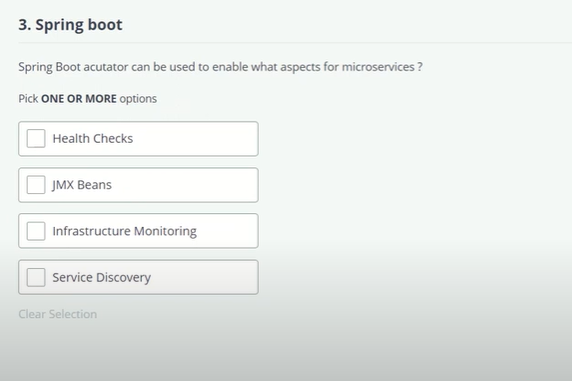 3. Spring boot
Spring Boot acutator can be used to enable what aspects for microservices ?
Pick ONE OR MORE options
Health Checks
JMX Beans
Infrastructure Monitoring
Service Discovery
Clear Selection